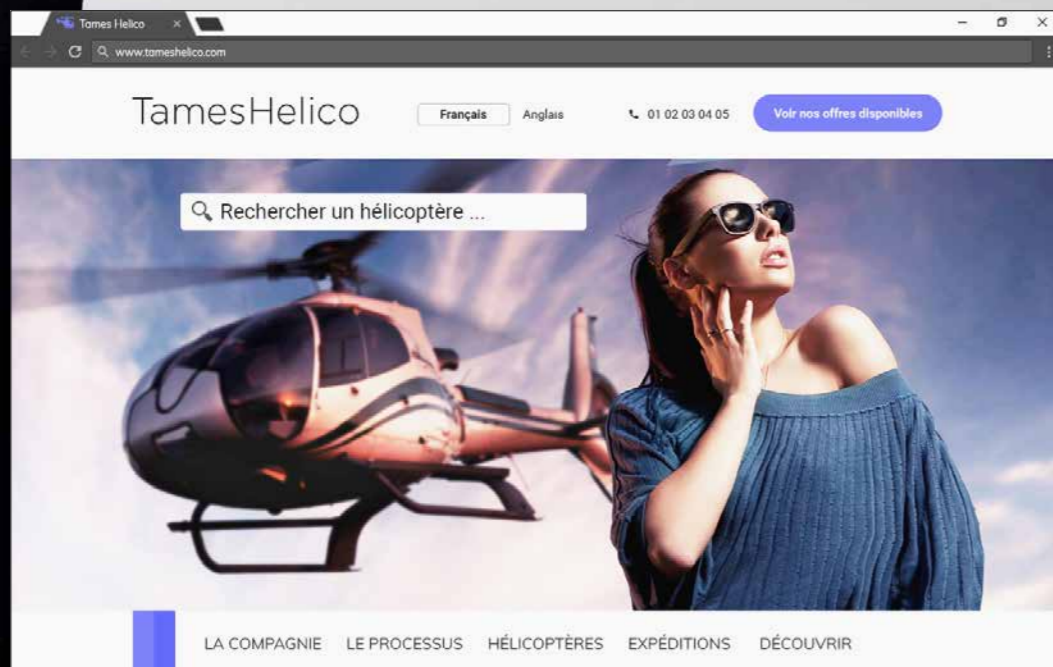 Tames Helico
www.tameshelico.com
TamesHelico
Français Anglais 01 02 03 04 05 Voir nos offres disponibles
Rechercher un hélicoptère ...
LA COMPAGNIE LE PROCESSUS HÉLICOPTÈRES EXPÉDITIONS DÉCOUVRIR